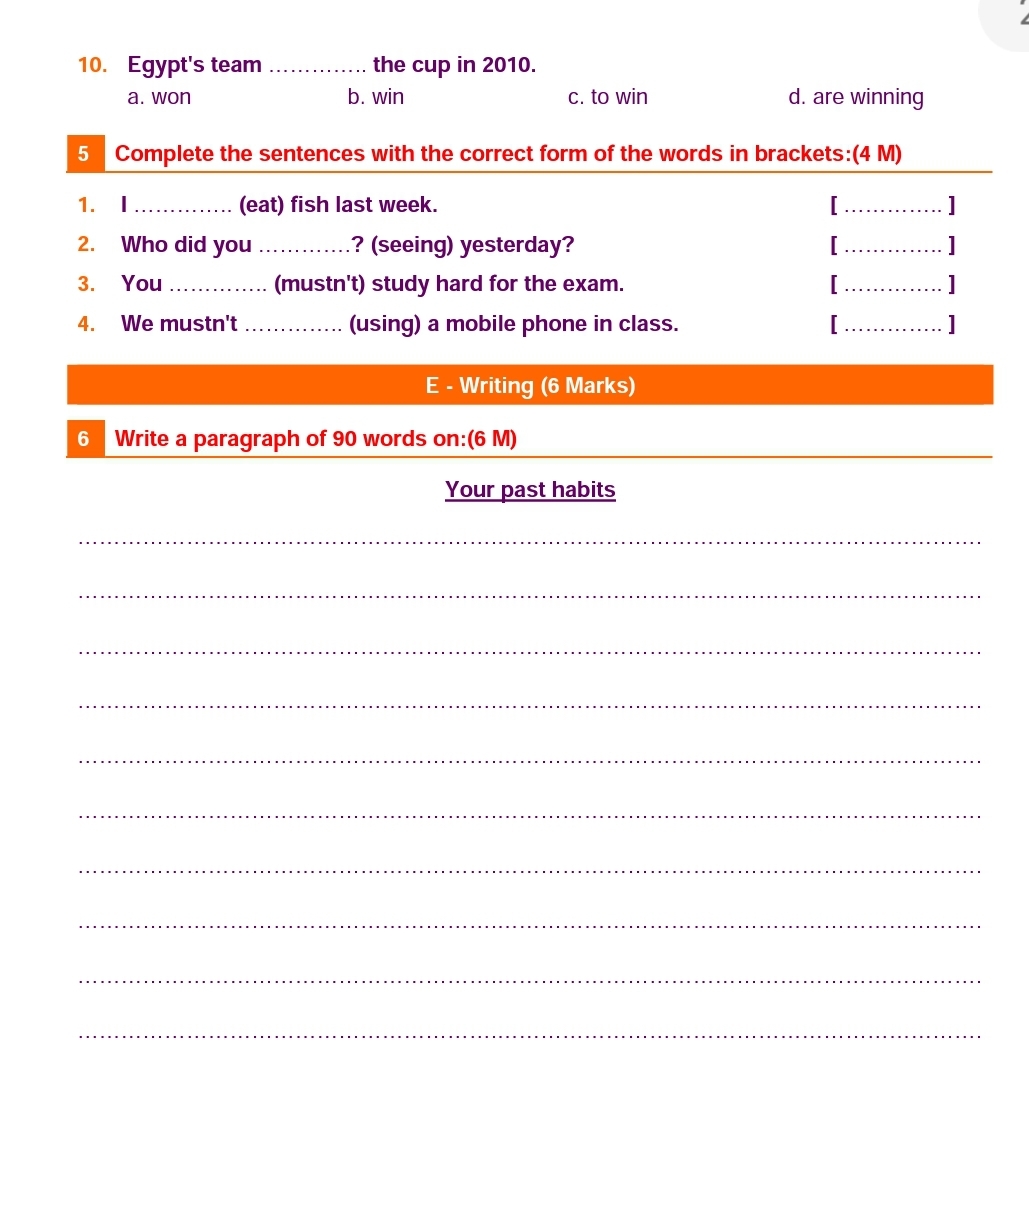 10. Egypt's team .............. the cup in 2010.
a. won b. win c. to win d. are winning
5 Complete the sentences with the correct form of the words in brackets:(4 M)
1. I .............. (eat) fish last week. [ .............. ]
2. Who did you .............? (seeing) yesterday? [ .............. ]
3. You .............. (mustn't) study hard for the exam. [ .............. ]
4. We mustn't .............. (using) a mobile phone in class. [ .............. ]
E - Writing (6 Marks)
6 Write a paragraph of 90 words on:(6 M)
Your past habits